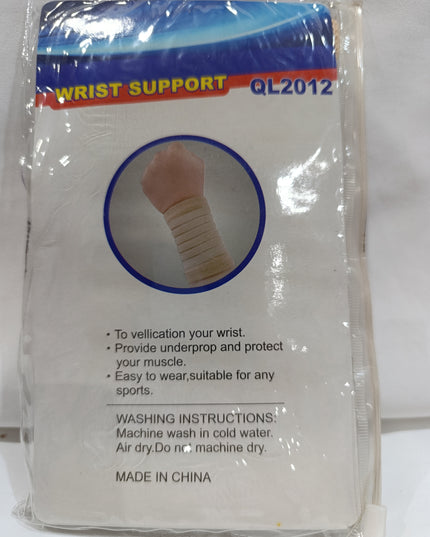 WRIST SUPPORT QL2012
• To vellication your wrist.
• Provide underprop and protect
your muscle.
• Easy to wear,suitable for any
sports.
WASHING INSTRUCTIONS:
Machine wash in cold water.
Air dry.Do not machine dry.
MADE IN CHINA